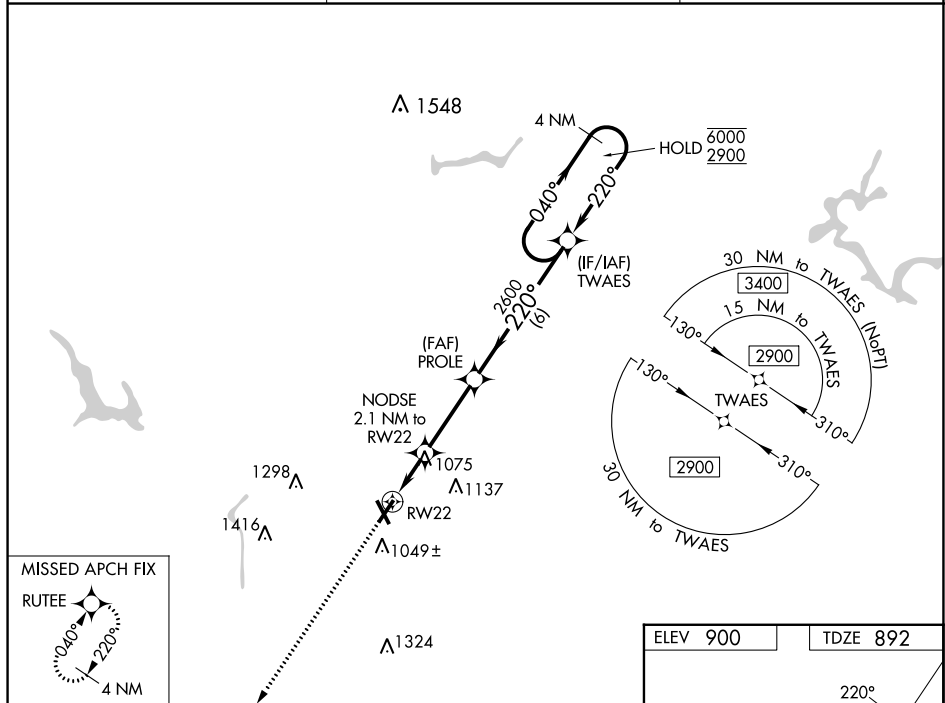 1548
4 NM
HOLD 6000
2900
040°
220°
(IF/IAF)
TWAES
2600
220°
(6)
(FAF)
PROLE
NODSE
2.1 NM to
RW22
1075
1137
1298
RW22
1416
1049±
1324
30 NM to TWAES (NoPT)
3400
15 NM to TWAES
2900
130°
310°
TWAES
130°
310°
2900
30 NM to TWAES
MISSED APCH FIX
RUTEE
040°
220°
4 NM
ELEV 900
TDZE 892
220°